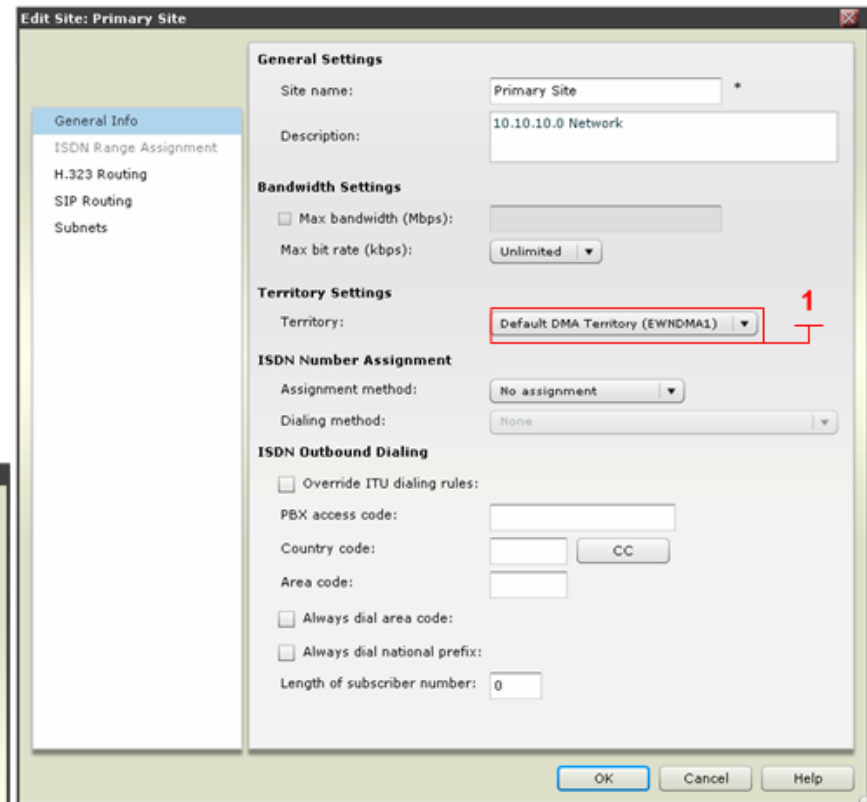 Edit Site: Primary Site
General Info
ISDN Range Assignment
H.323 Routing
SIP Routing
Subnets
General Settings
Site name: Primary Site *
Description: 10.10.10.0 Network
Bandwidth Settings
Max bandwidth (Mbps):
Max bit rate (kbps): Unlimited
Territory Settings
Territory: Default DMA Territory (EWNDMA1)
1
ISDN Number Assignment
Assignment method: No assignment
Dialing method: None
ISDN Outbound Dialing
Override ITU dialing rules:
PBX access code:
Country code: CC
Area code:
Always dial area code:
Always dial national prefix:
Length of subscriber number: 0
OK Cancel Help